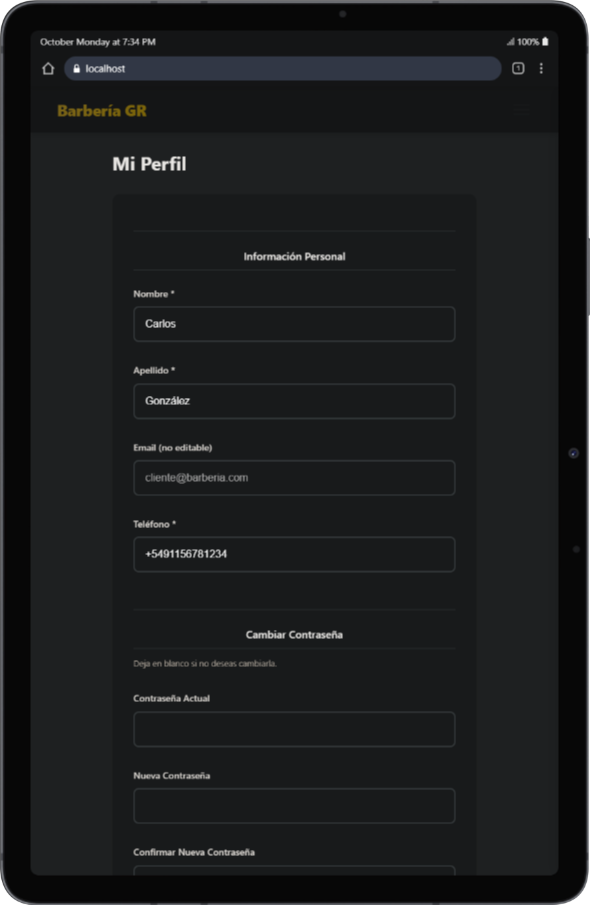 October Monday at 7:34 PM
100%
localhost
1
Barbería GR
Mi Perfil
Información Personal
Nombre *
Carlos
Apellido *
González
Email (no editable)
cliente@barberia.com
Teléfono *
+5491156781234
Cambiar Contraseña
Deja en blanco si no deseas cambiarla.
Contraseña Actual
Nueva Contraseña
Confirmar Nueva Contraseña